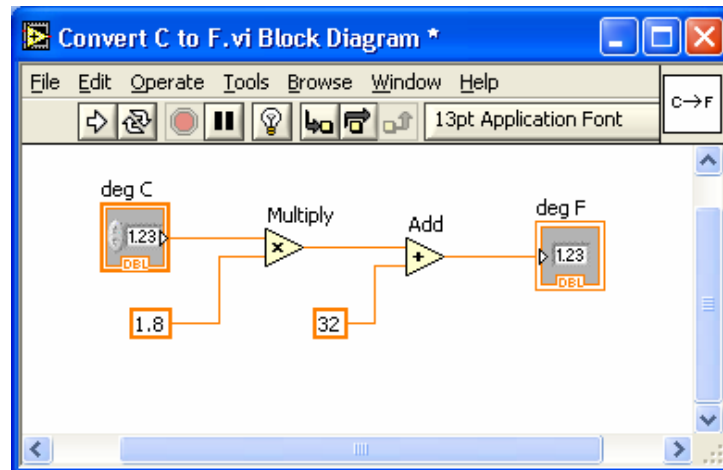 Convert C to F.vi Block Diagram *
File Edit Operate Tools Browse Window Help
13pt Application Font
C→F
deg C
1.23
DBL
Multiply
×
Add
+
deg F
1.23
DBL
1.8
32